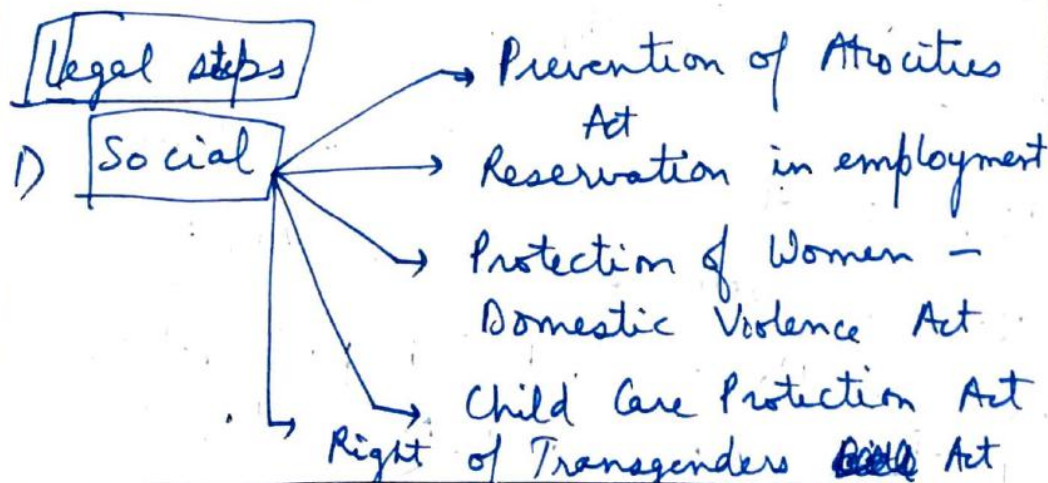 Legal steps
Prevention of Atrocities
Act
1) Social
Reservation in employment
Protection of Women -
Domestic Violence Act
Child Care Protection Act
Right of Transgenders Act